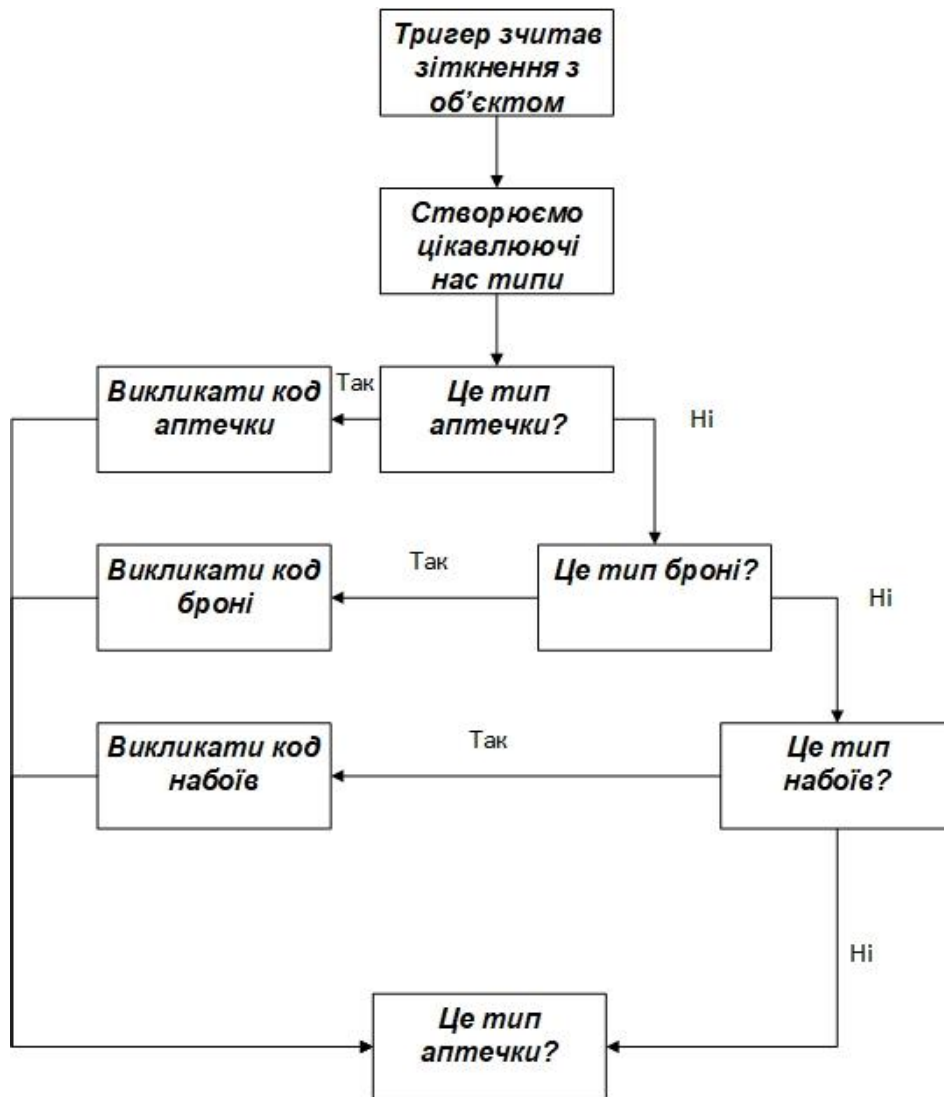 Тригер зчитав
зіткнення з
об’єктом
Створюємо
цікавлюючі
нас типи
Викликати код
аптечки
Так
Це тип
аптечки?
Ні
Викликати код
броні
Так
Це тип броні?
Ні
Викликати код
набоїв
Так
Це тип
набоїв?
Ні
Це тип
аптечки?